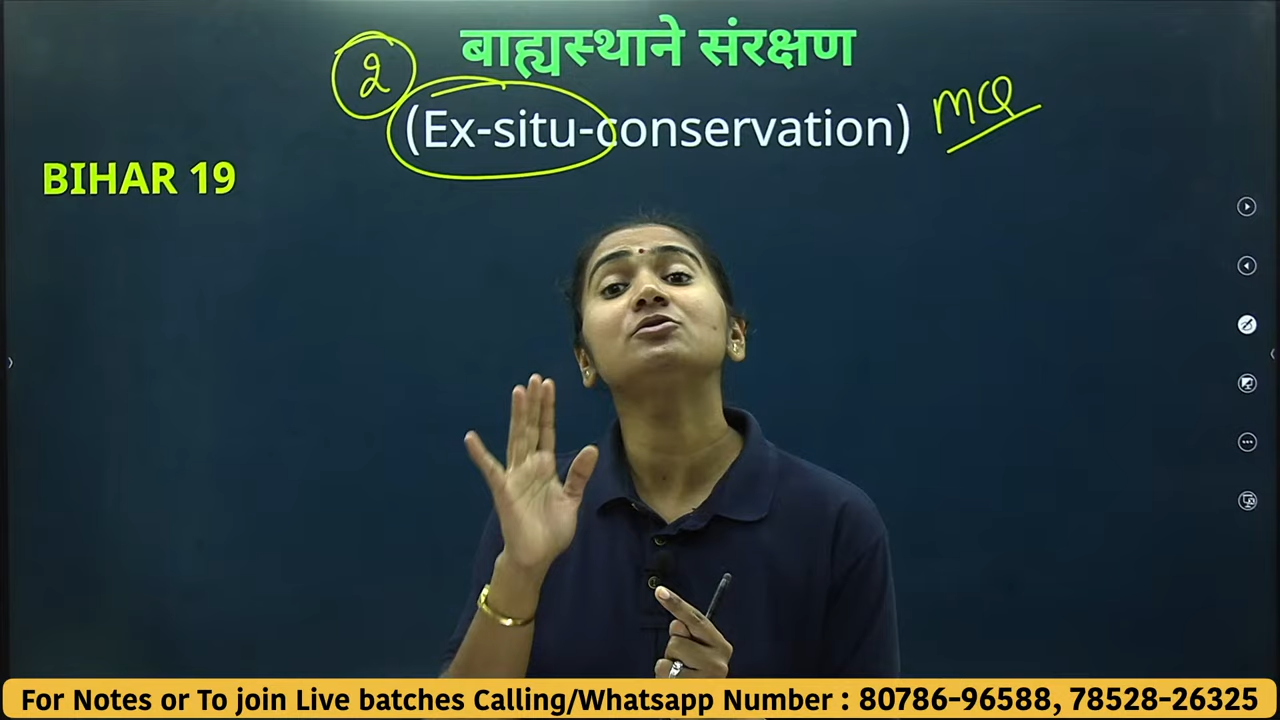 2
बाह्यस्थाने संरक्षण
(Ex-situ-conservation) MCQ
BIHAR 19
For Notes or To join Live batches Calling/Whatsapp Number : 80786-96588, 78528-26325